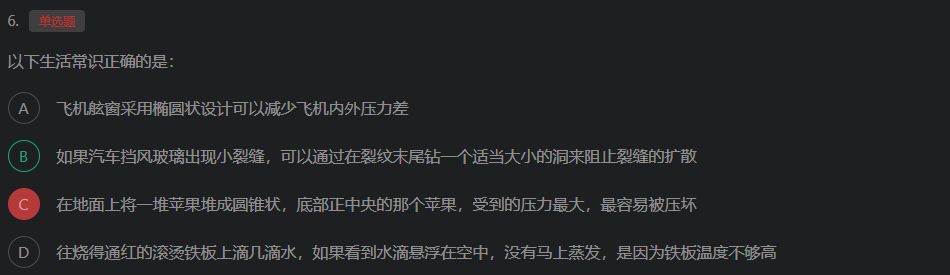 6. 单选题
以下生活常识正确的是：
A 飞机舷窗采用椭圆状设计可以减少飞机内外压力差
B 如果汽车挡风玻璃出现小裂缝，可以通过在裂纹末尾钻一个适当大小的洞来阻止裂缝的扩散
C 在地面上将一堆苹果堆成圆锥状，底部正中央的那个苹果，受到的压力最大，最容易被压坏
D 往烧得通红的滚烫铁板上滴几滴水，如果看到水滴悬浮在空中，没有马上蒸发，是因为铁板温度不够高